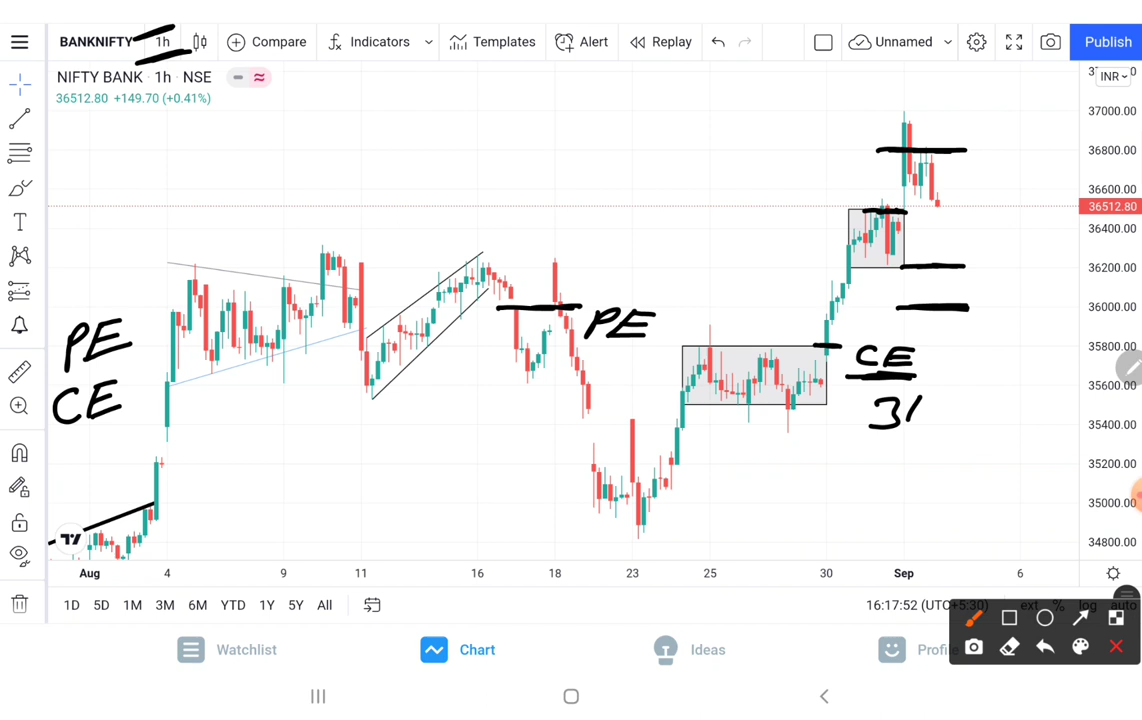 BANKNIFTY 1h Compare Indicators Templates Alert Replay Unnamed Publish
NIFTY BANK · 1h · NSE
INR
36512.80 +149.70 (+0.41%)
37000.00
36800.00
36600.00
36512.80
36400.00
36200.00
36000.00
35800.00
35600.00
35400.00
35200.00
35000.00
34800.00
PE
CE
PE
CE
Aug 4 9 11 16 18 23 25 30 Sep 6
1D 5D 1M 3M 6M YTD 1Y 5Y All 16:17:52 (UTC+5:30) ext % log auto
Watchlist Chart Ideas